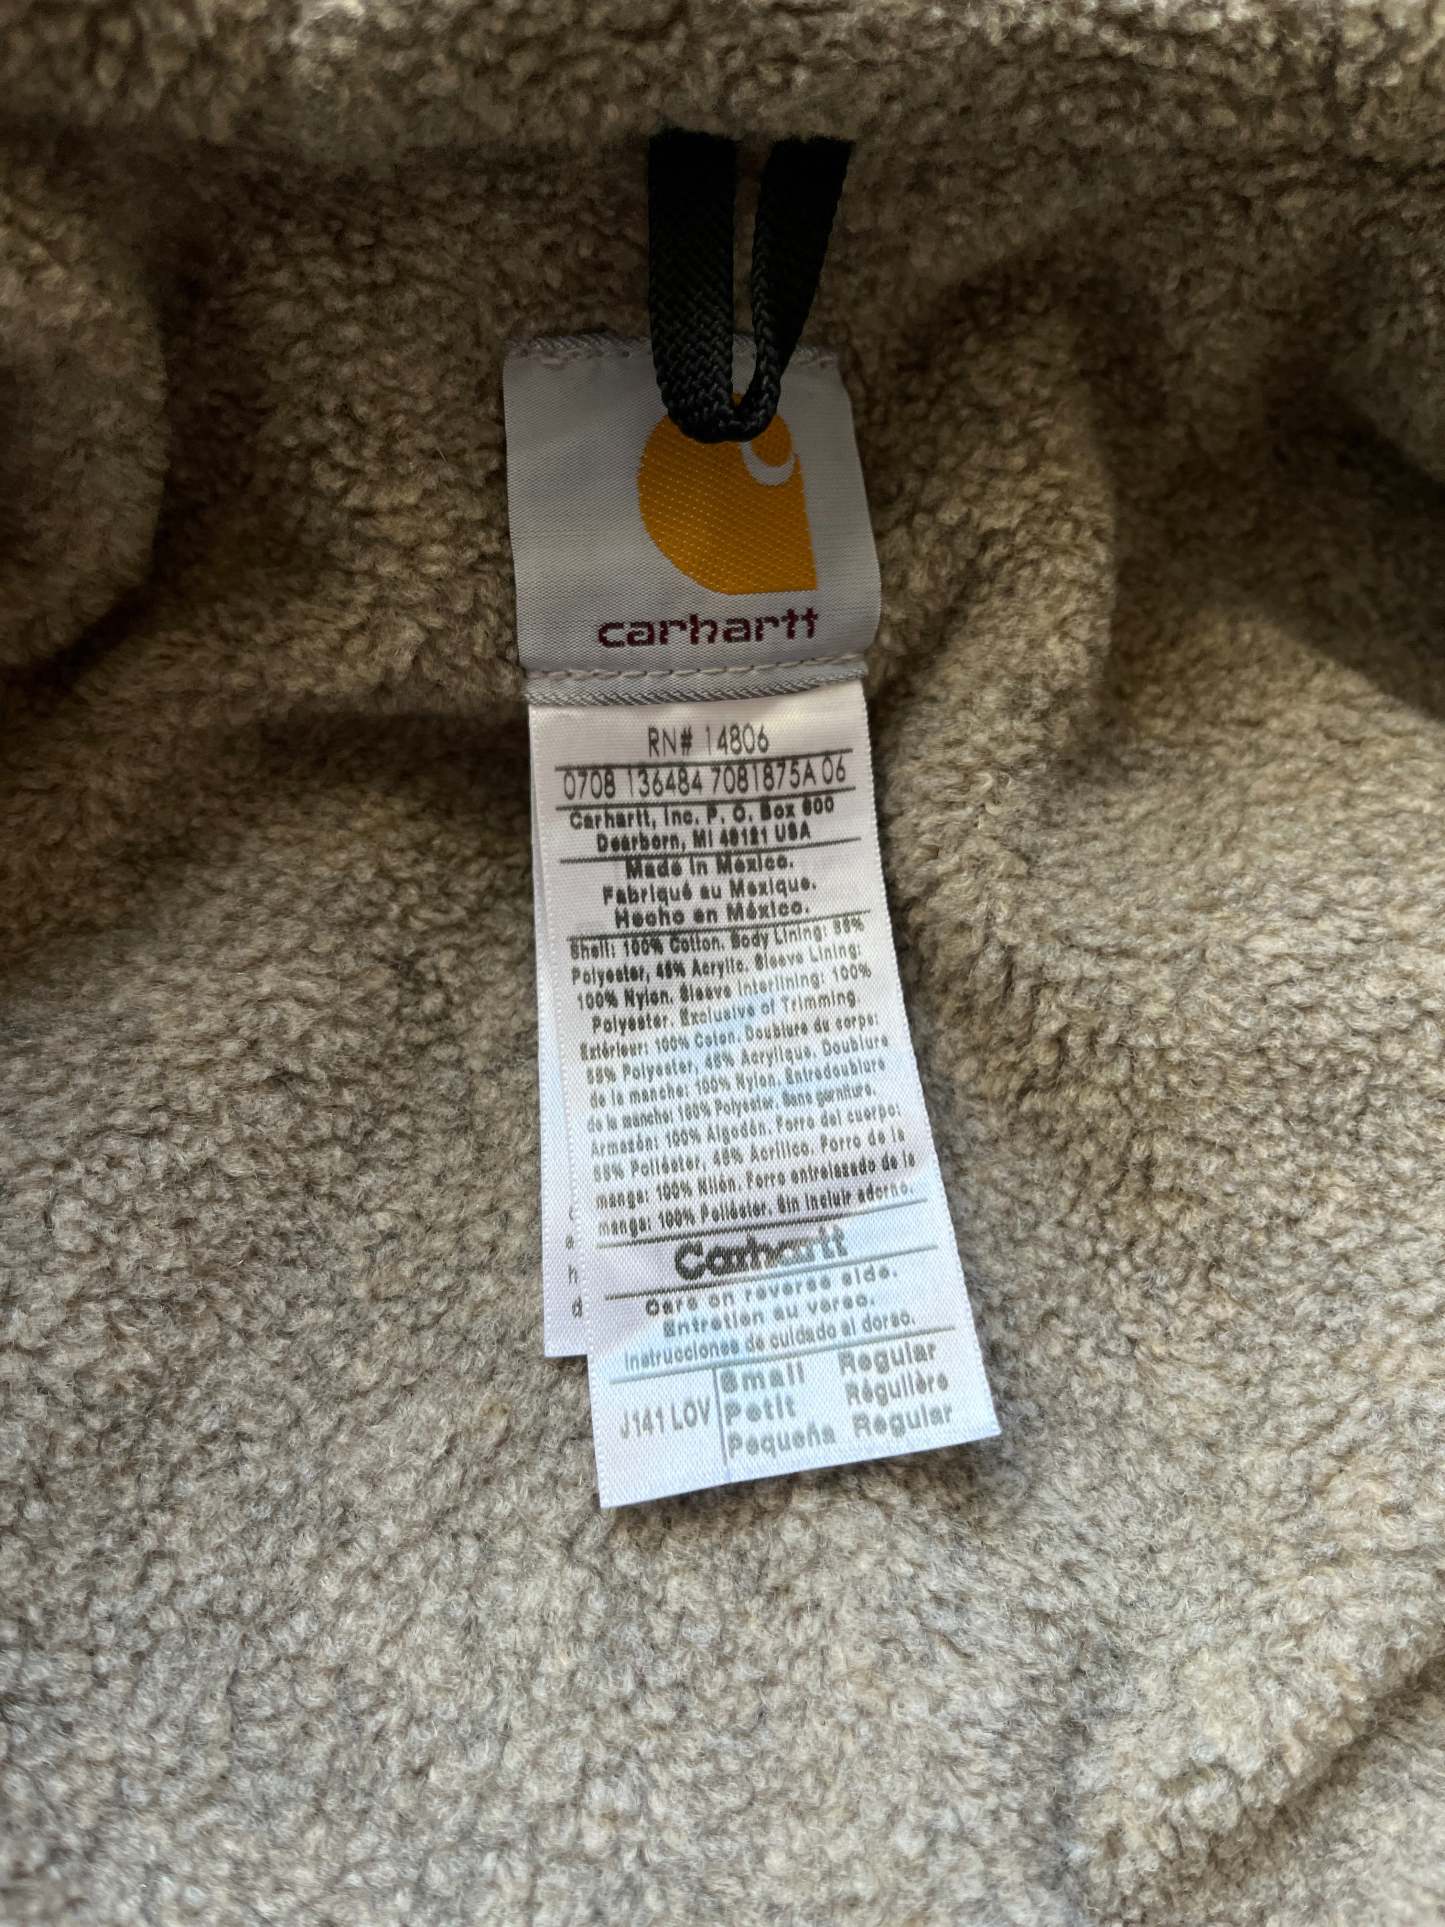 carhartt
RN# 14806
0708 136484 7081875A 06
Carhartt, Inc. P. O. Box 600
Dearborn, MI 48121 USA
Made in Mexico.
Fabriqué au Mexique.
Hecho en México.
Shell: 100% Cotton. Body Lining: 55%
Polyester, 45% Acrylic. Sleeve Lining:
100% Nylon. Sleeve Interlining: 100%
Polyester. Exclusive of Trimming.
Extérieur: 100% Coton. Doublure du corps:
55% Polyester, 45% Acrylique. Doublure
de la manche: 100% Nylon. Entredoublure
de la manche: 100% Polyester. Sans garniture.
Armazón: 100% Algodón. Forro del cuerpo:
55% Poliéster, 45% Acrílico. Forro de la
manga: 100% Nilón. Forro entrelazado de la
manga: 100% Poliéster. Sin incluir adorno.
Carhartt
Care on reverse side.
Entretien au verso.
Instrucciones de cuidado al dorso.
J141 LOV
Small Regular
Petit Régulière
Pequeña Regular